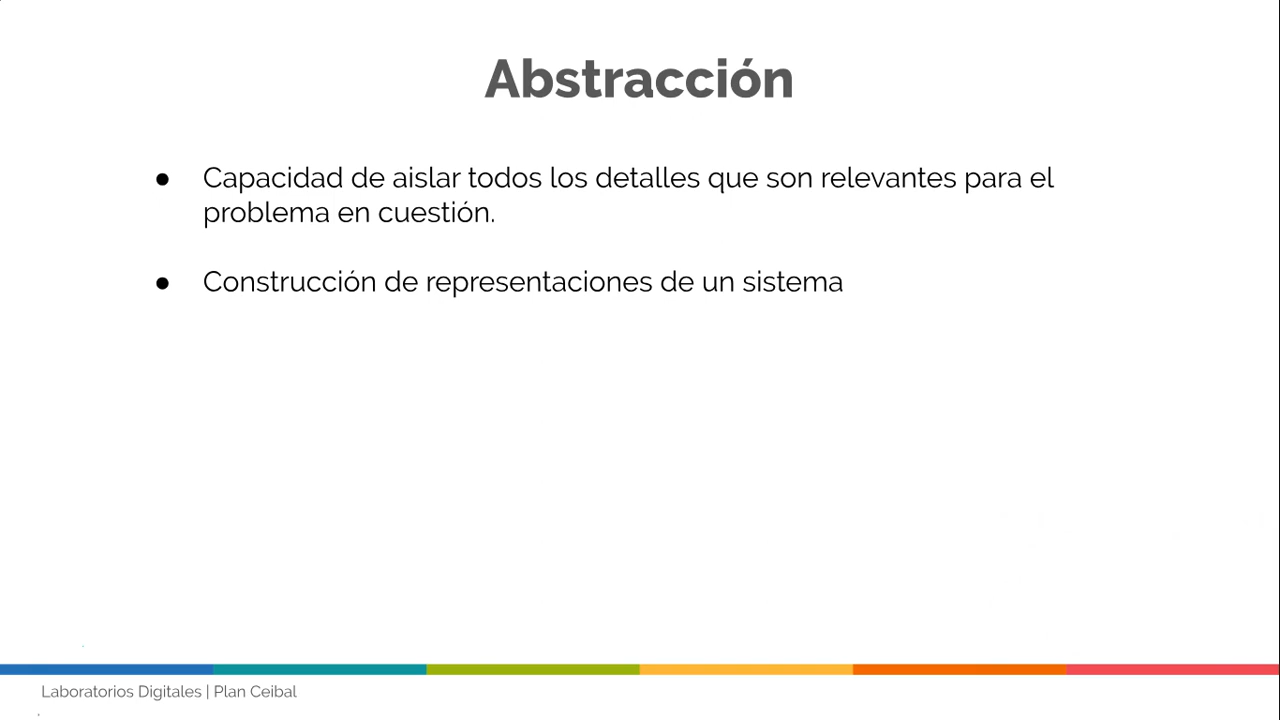 Abstracción
● Capacidad de aislar todos los detalles que son relevantes para el
problema en cuestión.
● Construcción de representaciones de un sistema
Laboratorios Digitales | Plan Ceibal